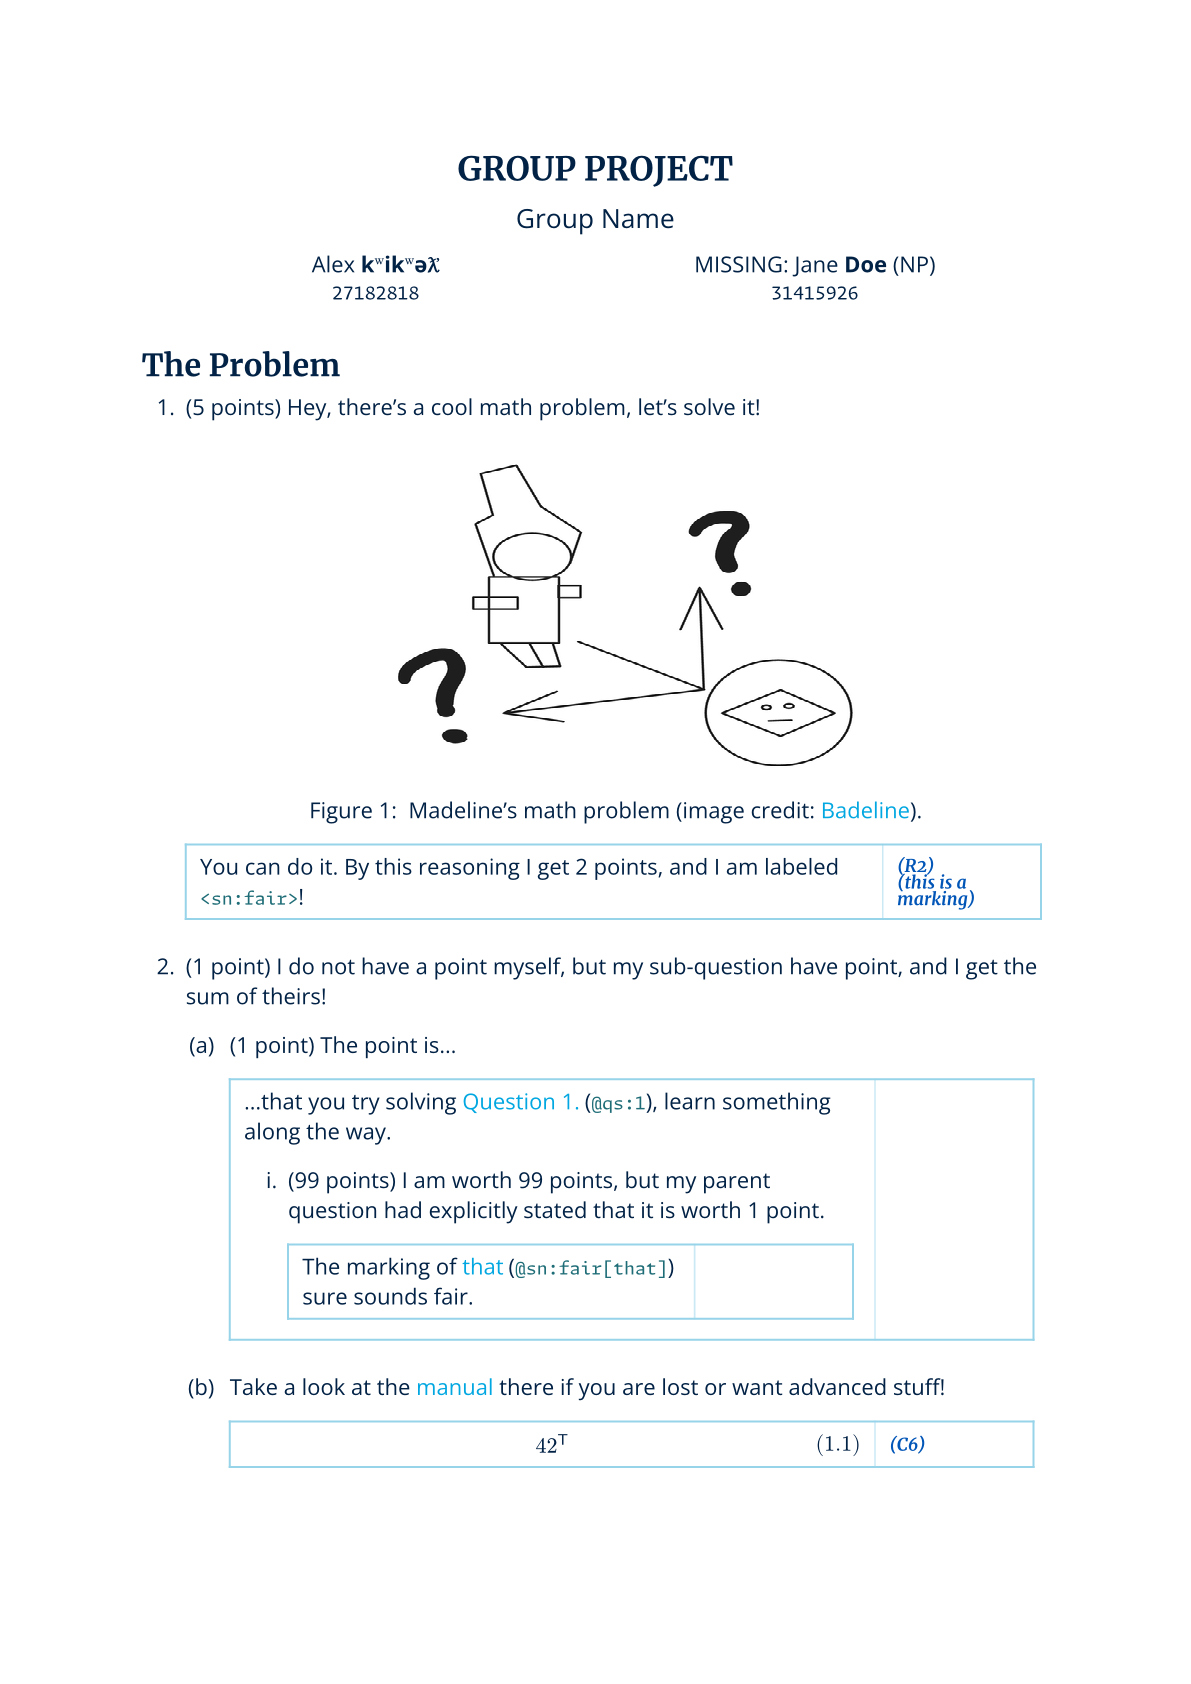 GROUP PROJECT
Group Name
Alex kʷikʷəƛ̓
27182818
MISSING: Jane Doe (NP)
31415926
The Problem
1. (5 points) Hey, there’s a cool math problem, let’s solve it!
?
?
Figure 1: Madeline’s math problem (image credit: Badeline).
You can do it. By this reasoning I get 2 points, and I am labeled
<sn:fair>!
(R2)
(this is a
marking)
2. (1 point) I do not have a point myself, but my sub-question have point, and I get the
sum of theirs!
(a) (1 point) The point is…
…that you try solving Question 1. (@qs:1), learn something
along the way.
i. (99 points) I am worth 99 points, but my parent
question had explicitly stated that it is worth 1 point.
The marking of that (@sn:fair[that])
sure sounds fair.
(b) Take a look at the manual there if you are lost or want advanced stuff!
42ᵀ (1.1)
(C6)